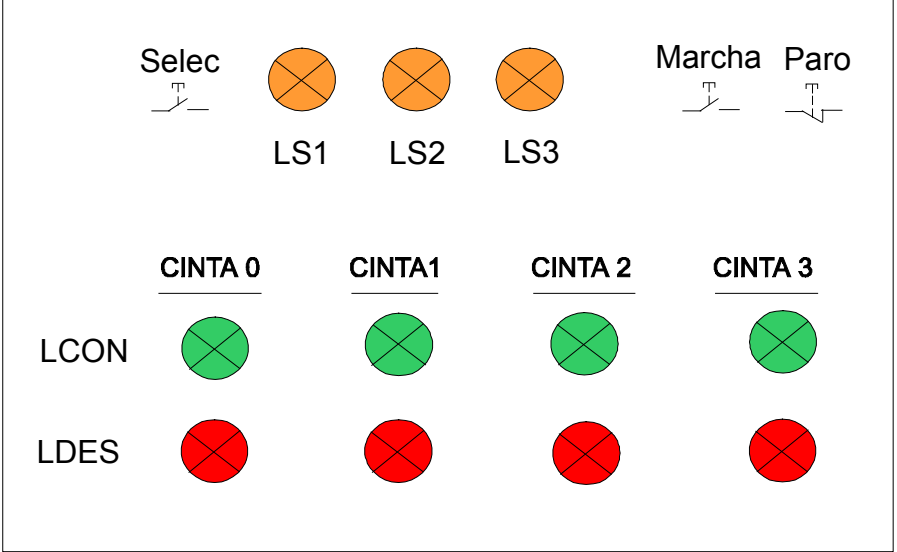 Selec
Marcha Paro
LS1 LS2 LS3
CINTA 0 CINTA1 CINTA 2 CINTA 3
LCON
LDES